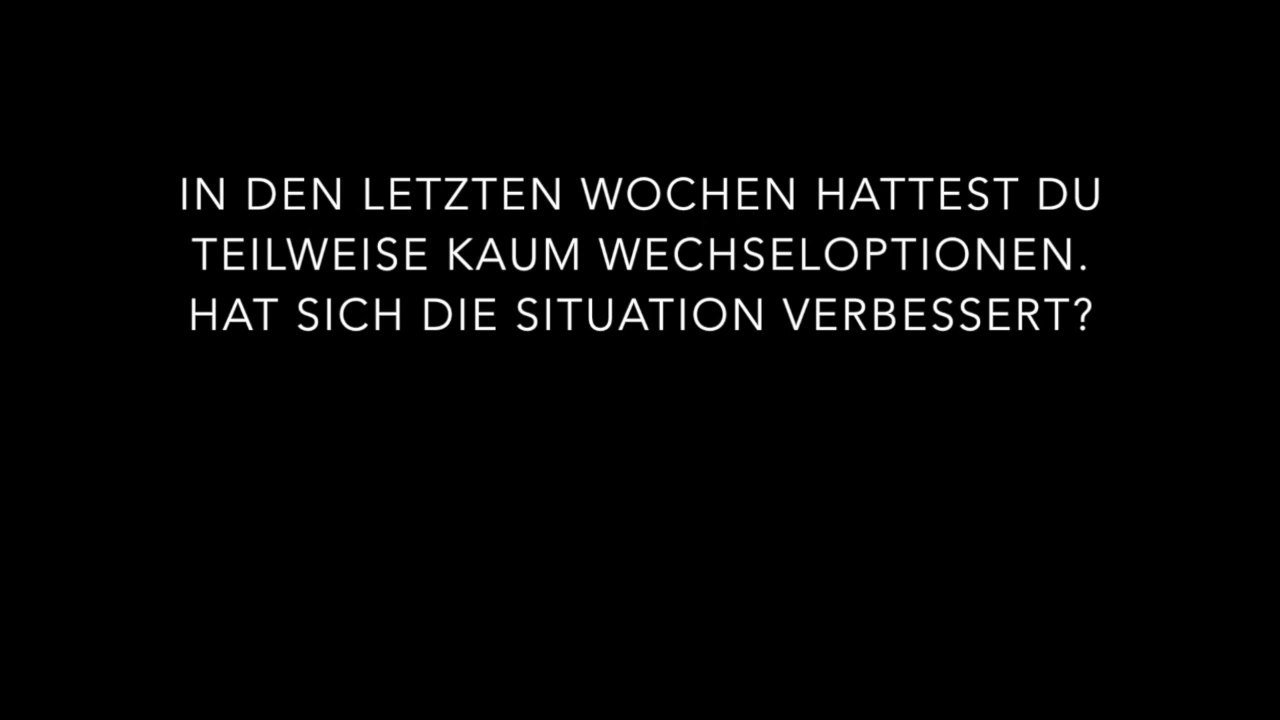 IN DEN LETZTEN WOCHEN HATTEST DU
TEILWEISE KAUM WECHSELOPTIONEN.
HAT SICH DIE SITUATION VERBESSERT?